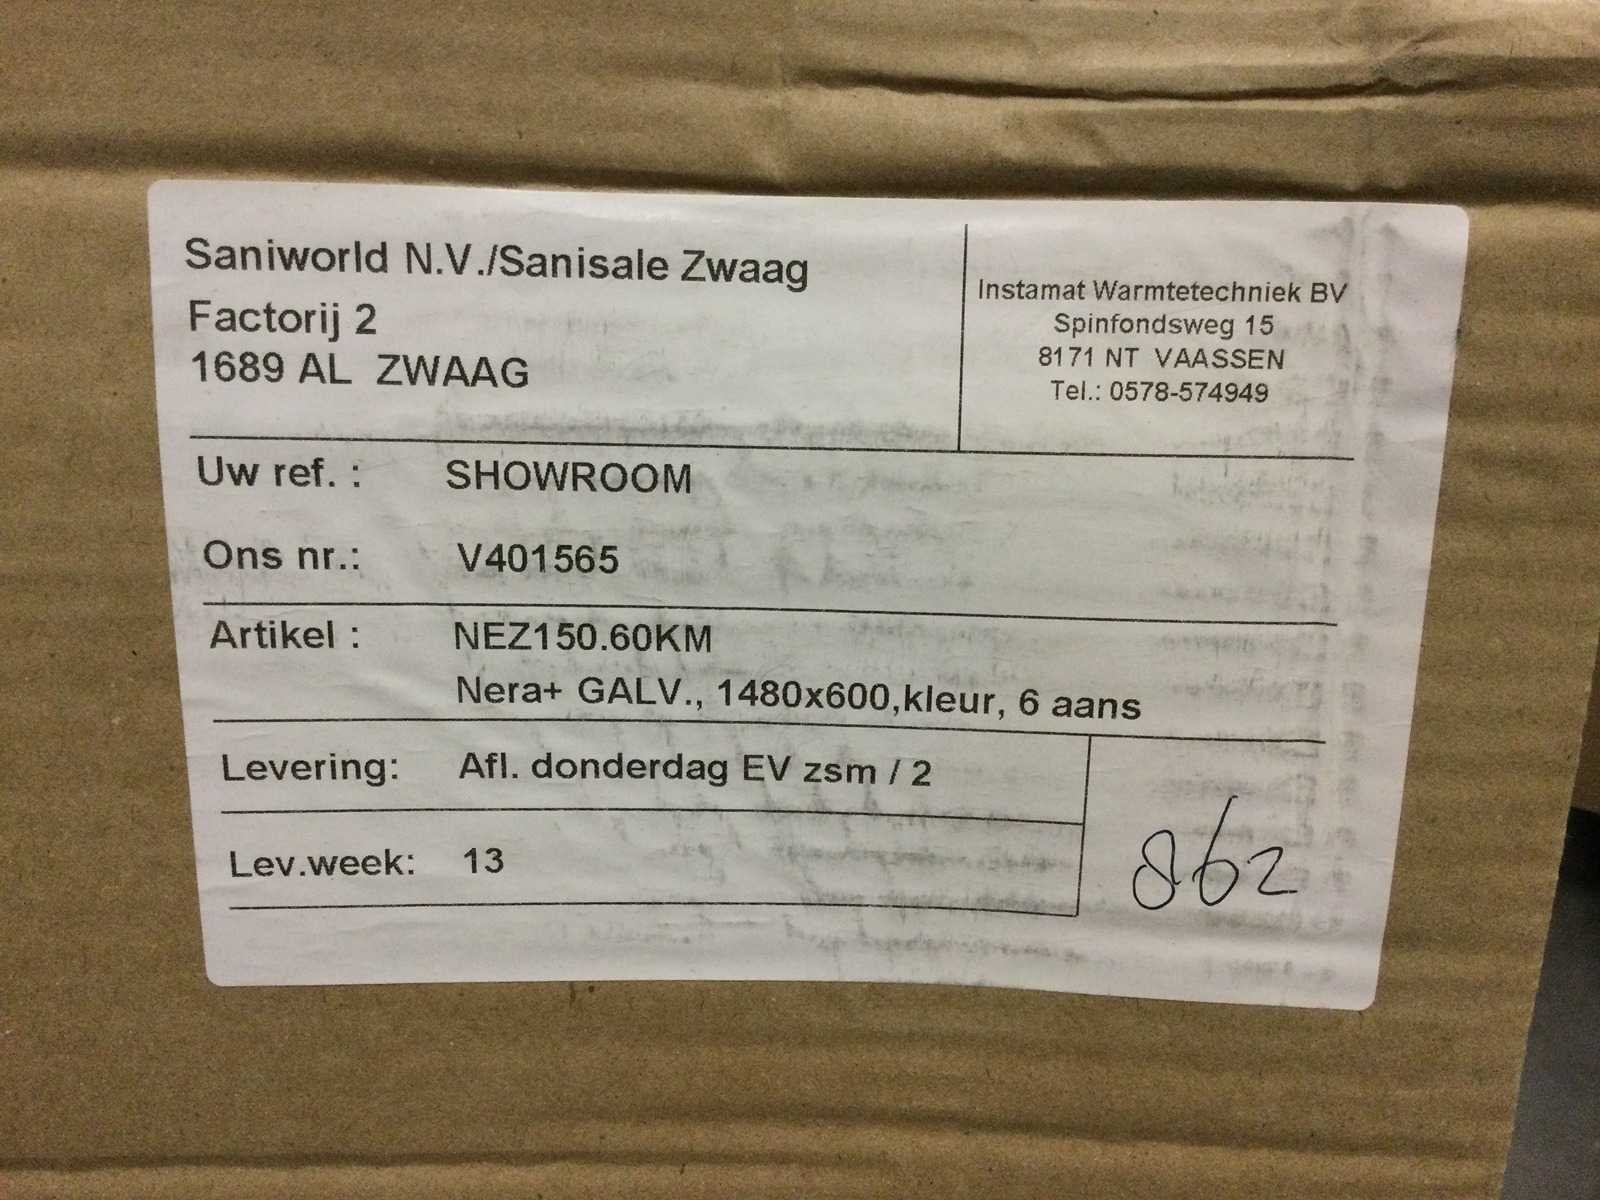 Saniworld N.V./Sanisale Zwaag
Factorij 2
1689 AL ZWAAG
Instamat Warmtetechniek BV
Spinfondsweg 15
8171 NT VAASSEN
Tel.: 0578-574949
Uw ref. : SHOWROOM
Ons nr.: V401565
Artikel : NEZ150.60KM
Nera+ GALV., 1480x600,kleur, 6 aans
Levering: Afl. donderdag EV zsm / 2
Lev.week: 13
862